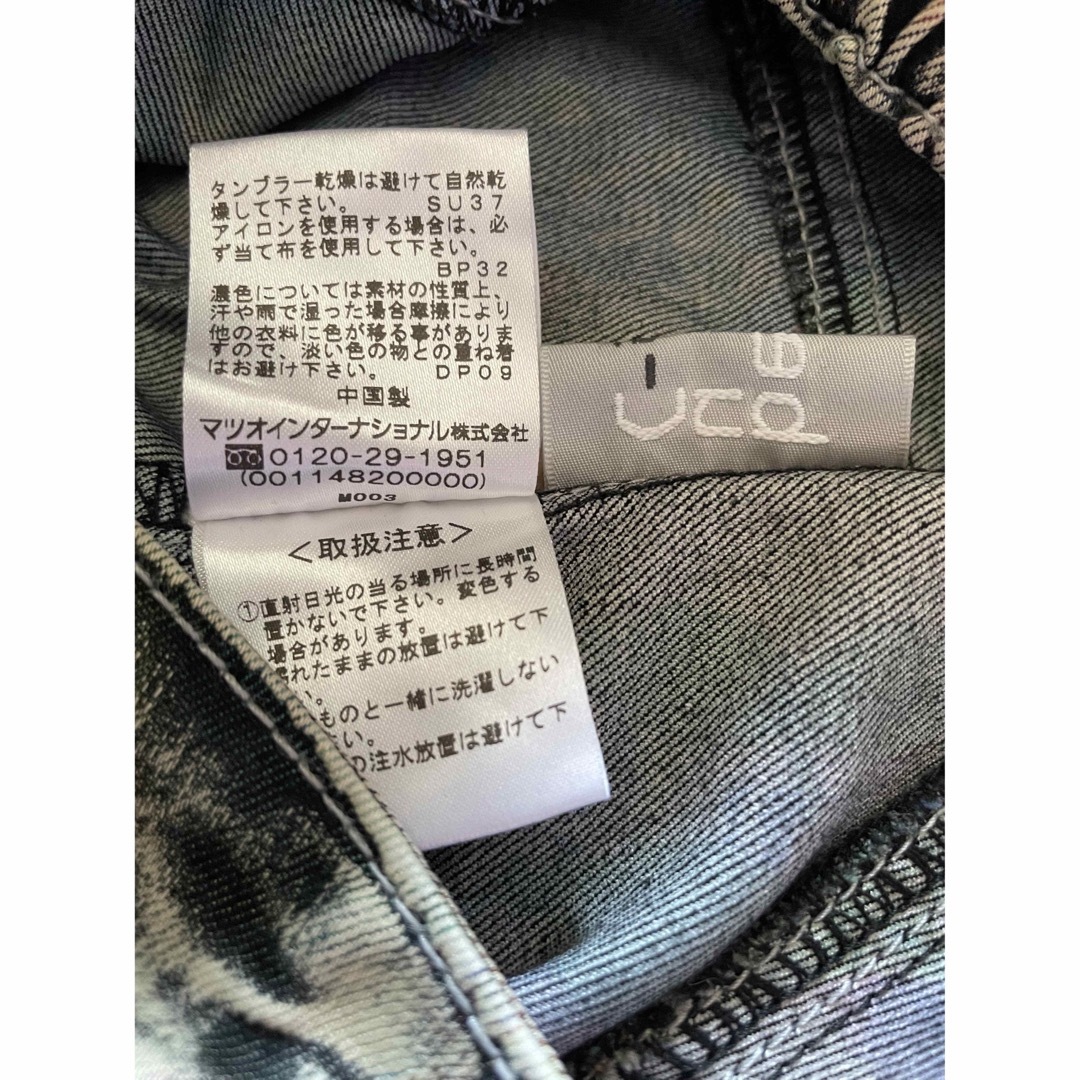 タンブラー乾燥は避けて自然乾
燥して下さい。 SU37
アイロンを使用する場合は、必
ず当て布を使用して下さい。
BP32
濃色については素材の性質上、
汗や雨で湿った場合摩擦により
他の衣料に色が移る事がありま
すので、淡い色の物との重ね着
はお避け下さい。 DP09
中国製
マツオインターナショナル株式会社
0120-29-1951
(001148200000)
M003
＜取扱注意＞
①直射日光の当る場所に長時間
置かないで下さい。変色する
場合があります。
れたままの放置は避けて下
い。
ものと一緒に洗濯しない
い。
の注水放置は避けて下